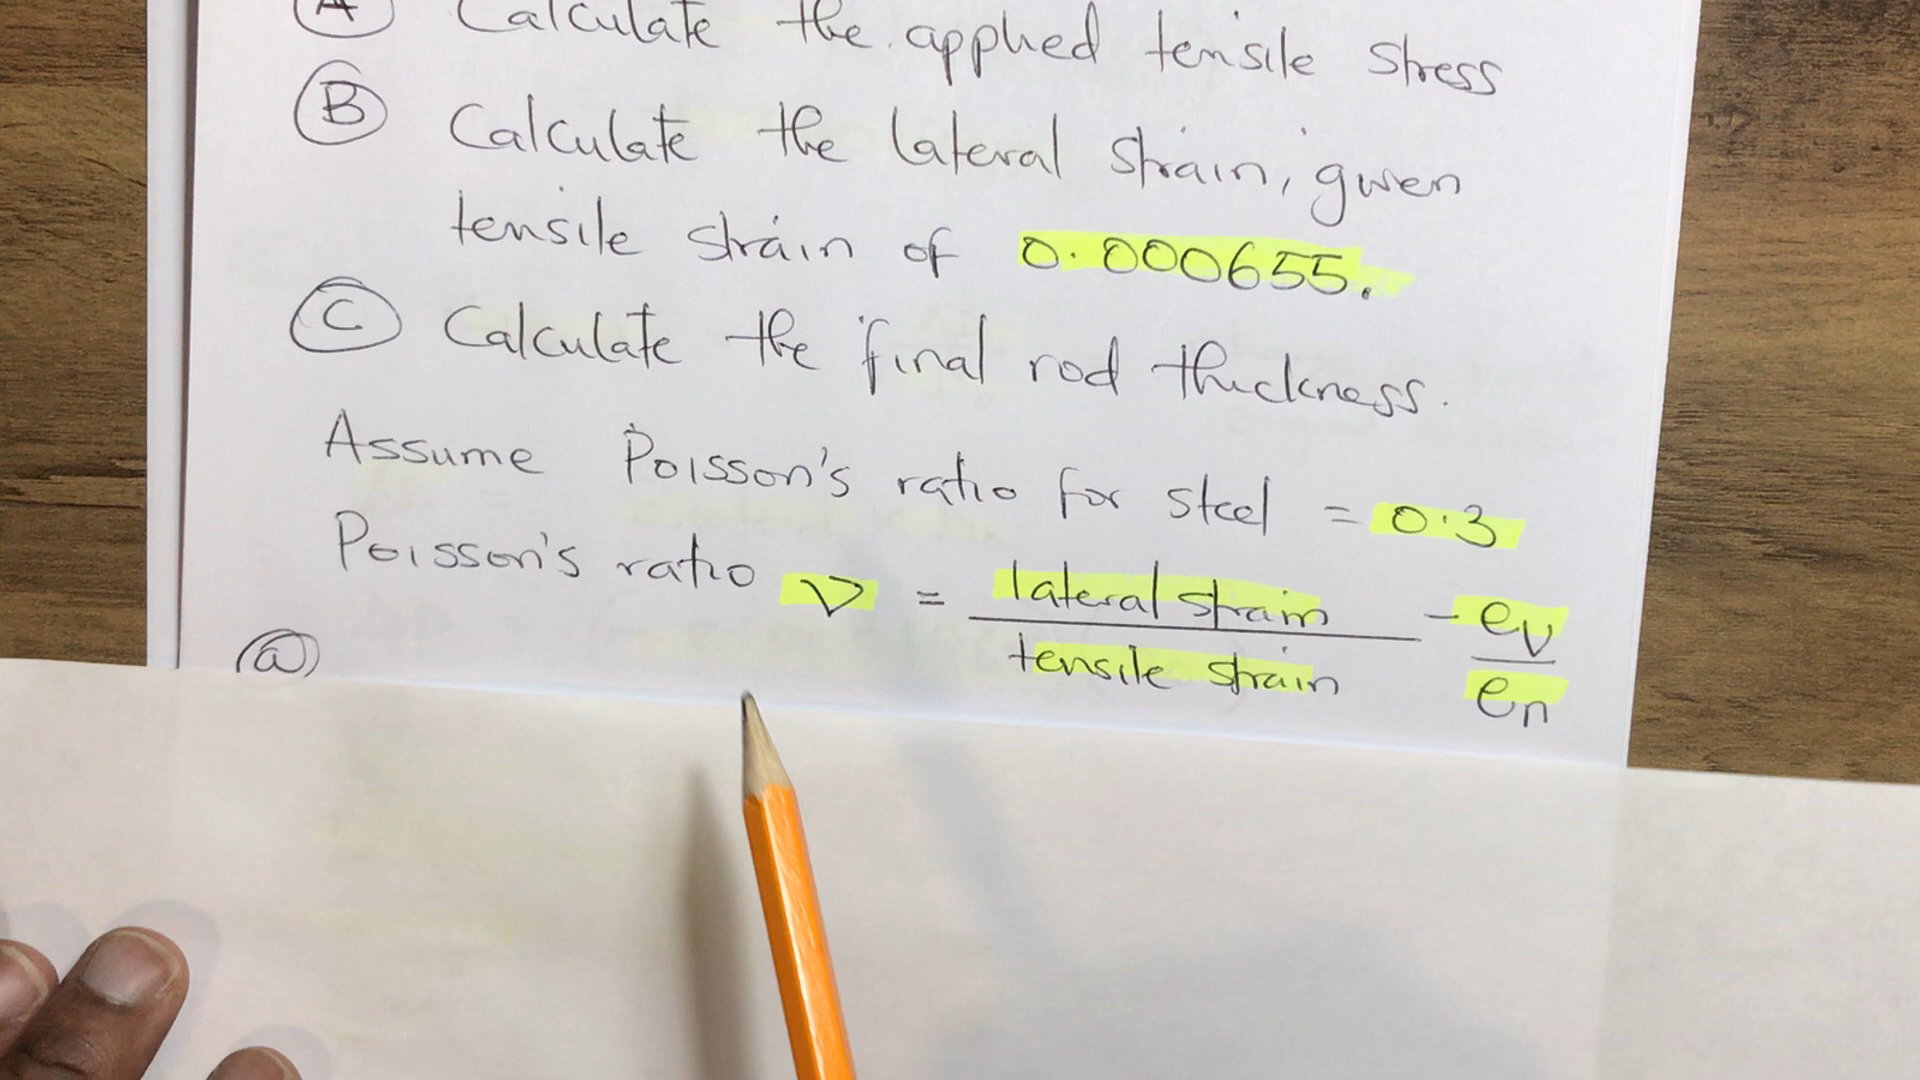 A Calculate the applied tensile stress
B Calculate the lateral strain, given
tensile strain of 0.000655.
C Calculate the final rod thickness.
Assume Poisson's ratio for steel = 0.3
Poisson's ratio ν = lateral strain / tensile strain - eν / en
a